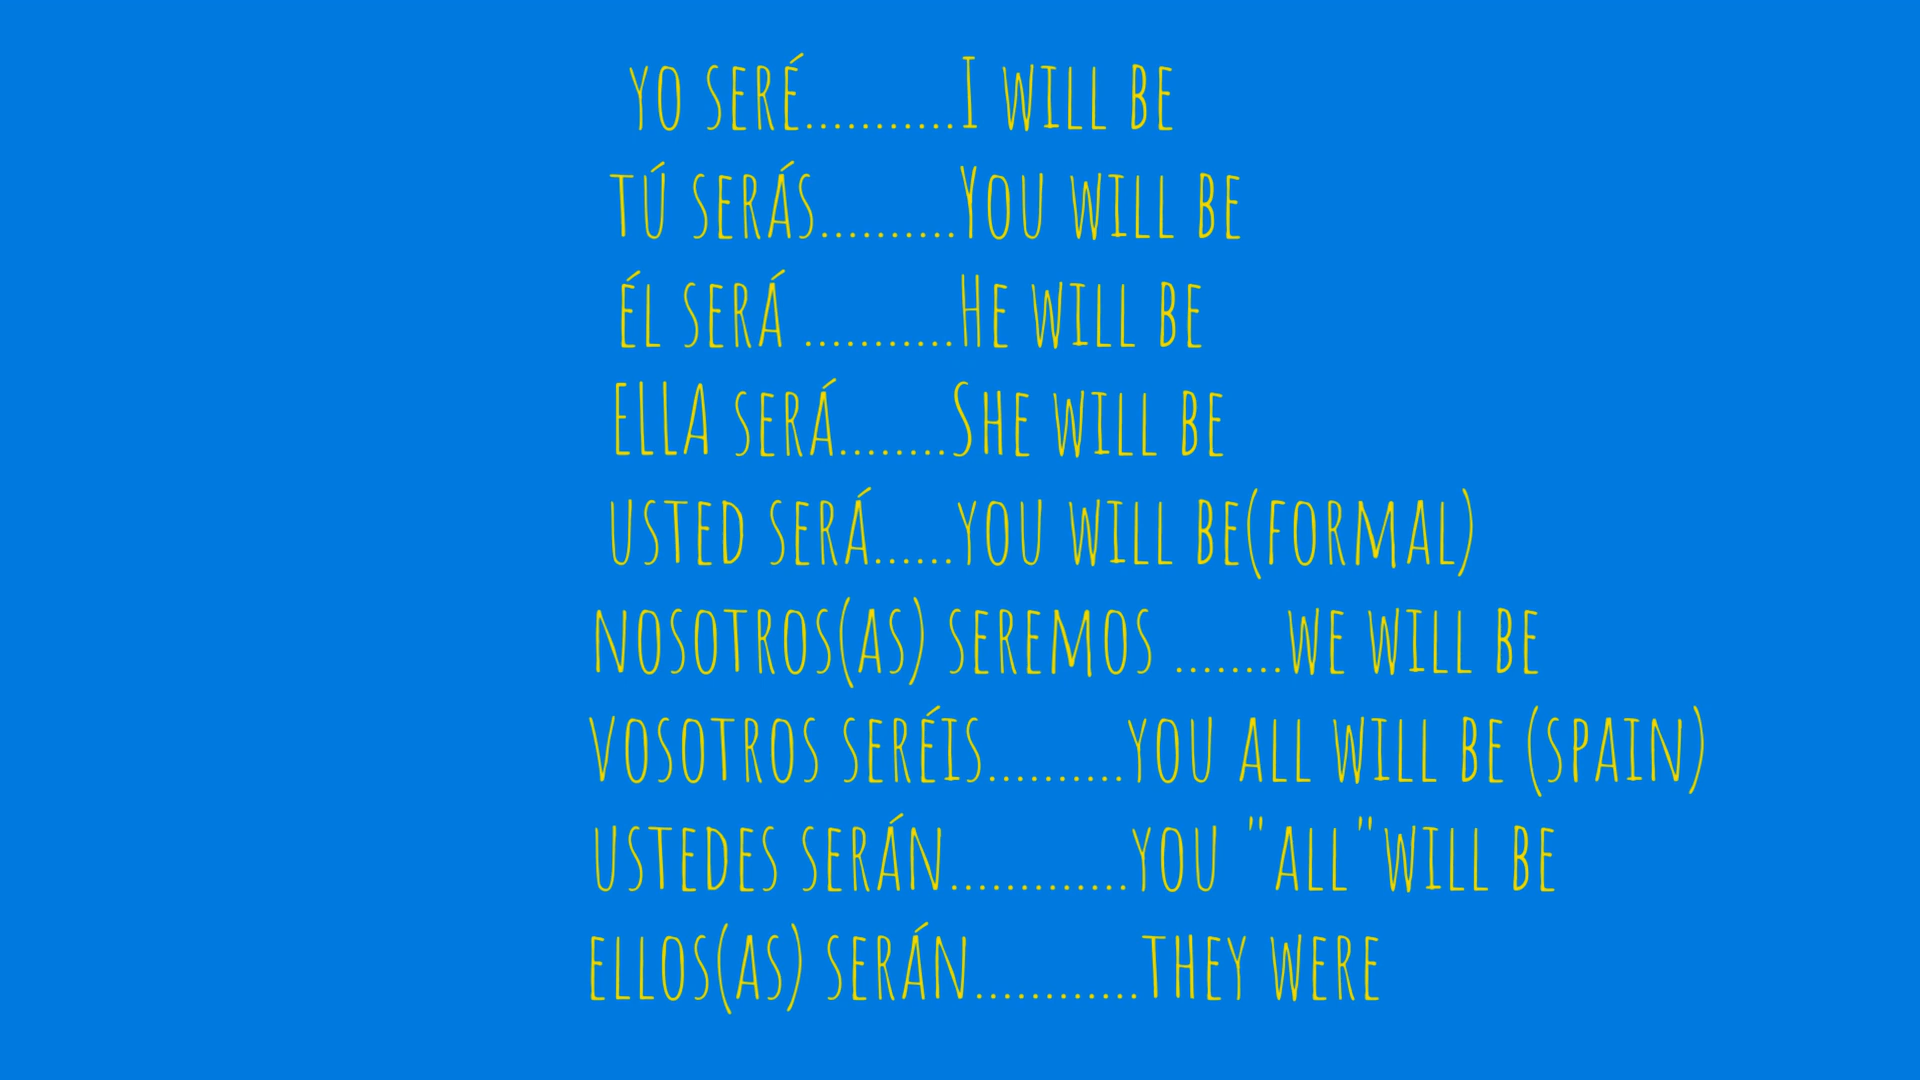 YO SERÉ...........I WILL BE
TÚ SERÁS..........YOU WILL BE
ÉL SERÁ ...........HE WILL BE
ELLA SERÁ........SHE WILL BE
USTED SERÁ......YOU WILL BE(FORMAL)
NOSOTROS(AS) SEREMOS ........WE WILL BE
VOSOTROS SERÉIS..........YOU ALL WILL BE (SPAIN)
USTEDES SERÁN.............YOU "ALL"WILL BE
ELLOS(AS) SERÁN............THEY WERE